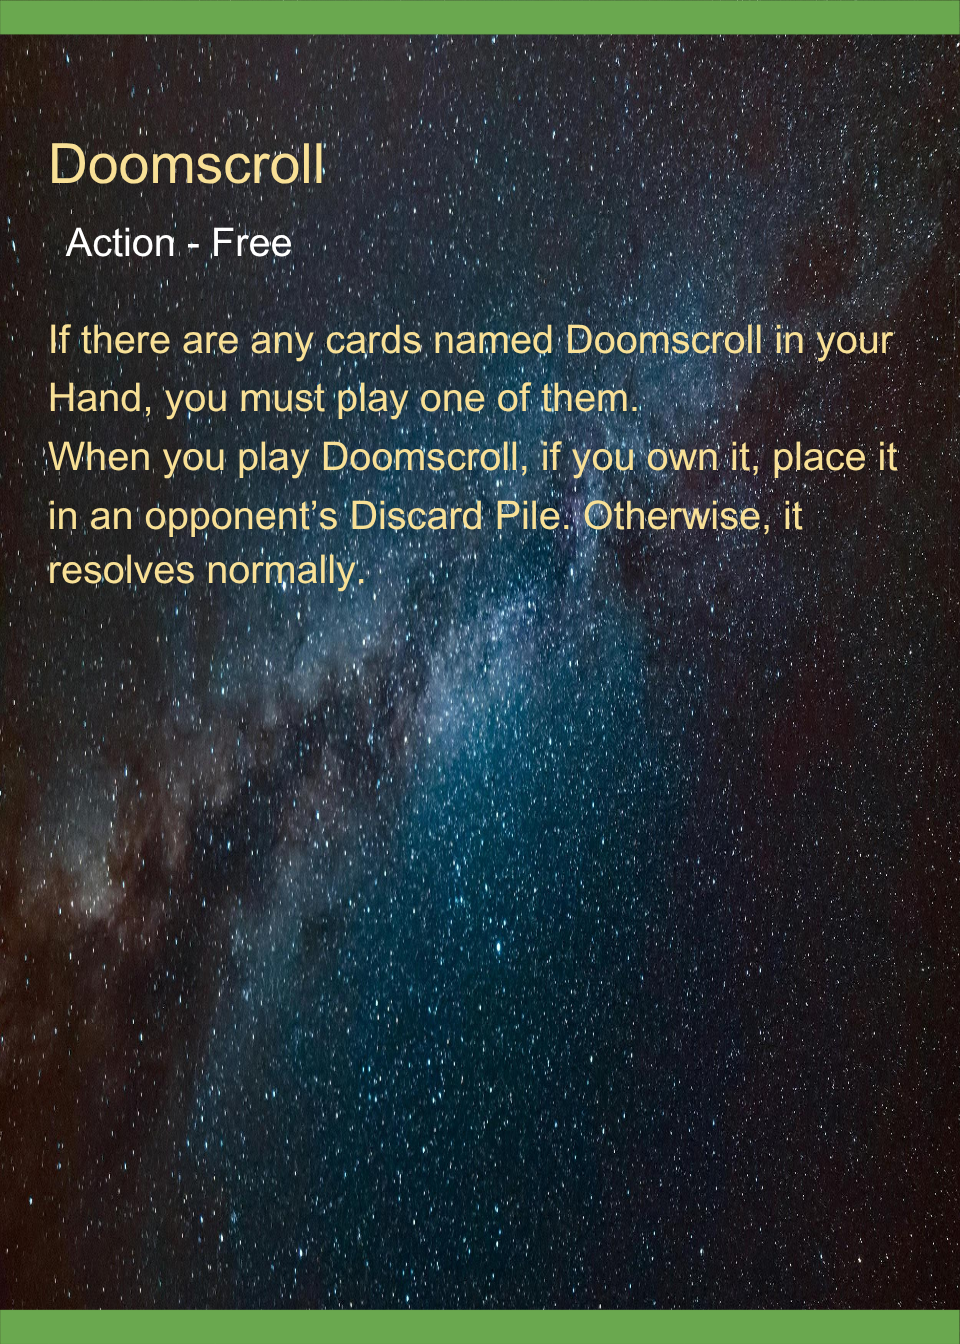 Doomscroll
Action - Free
If there are any cards named Doomscroll in your
Hand, you must play one of them.
When you play Doomscroll, if you own it, place it
in an opponent’s Discard Pile. Otherwise, it
resolves normally.